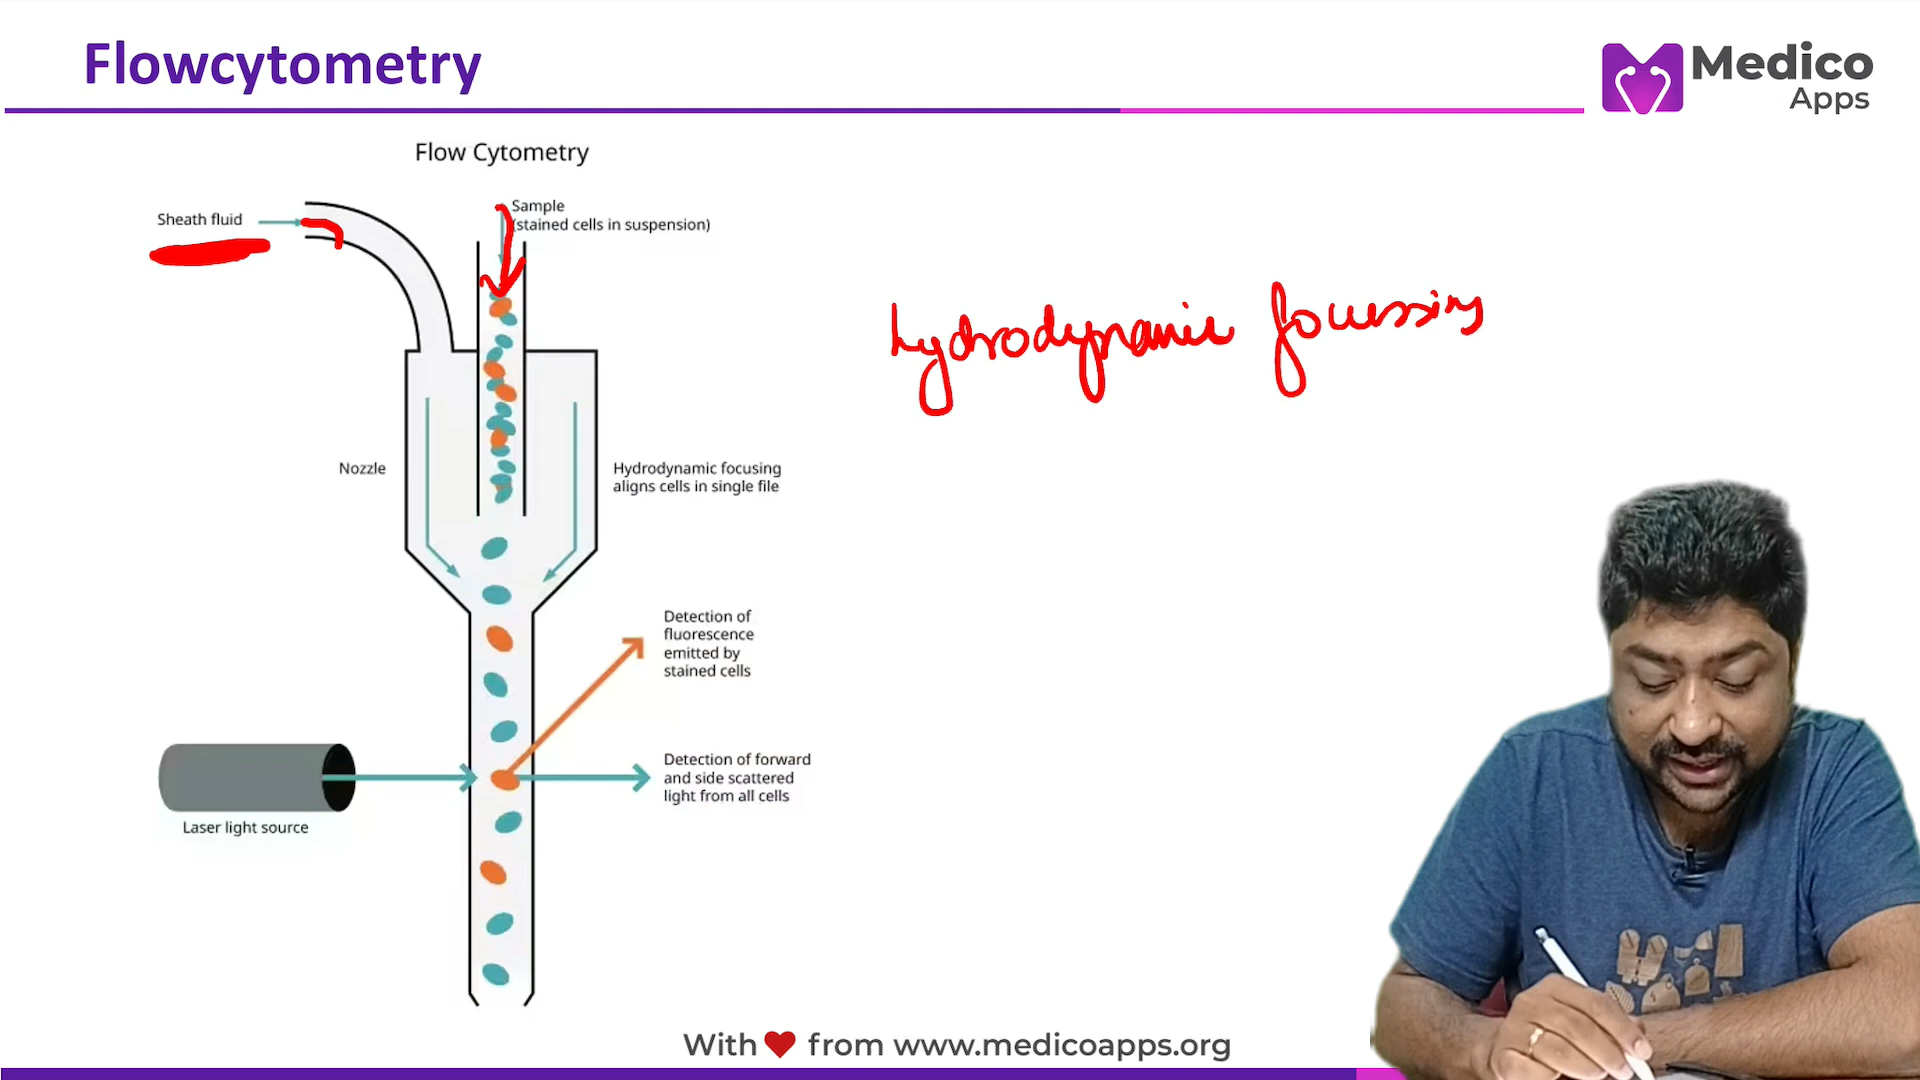 Flowcytometry
Medico
Apps
Flow Cytometry
Sheath fluid
Sample
(stained cells in suspension)
hydrodynamic focussing
Nozzle
Hydrodynamic focusing
aligns cells in single file
Detection of
fluorescence
emitted by
stained cells
Detection of forward
and side scattered
light from all cells
Laser light source
With from www.medicoapps.org